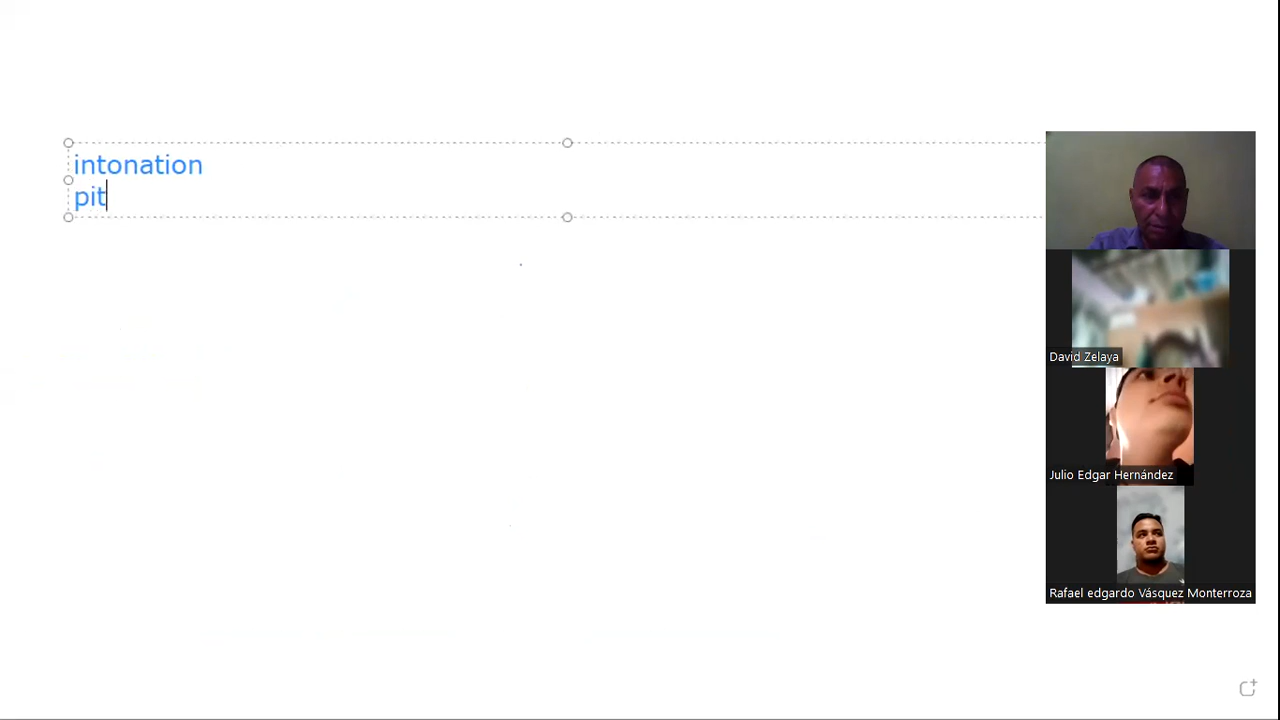 intonation
pit
David Zelaya
Julio Edgar Hernández
Rafael edgardo Vásquez Monterroza